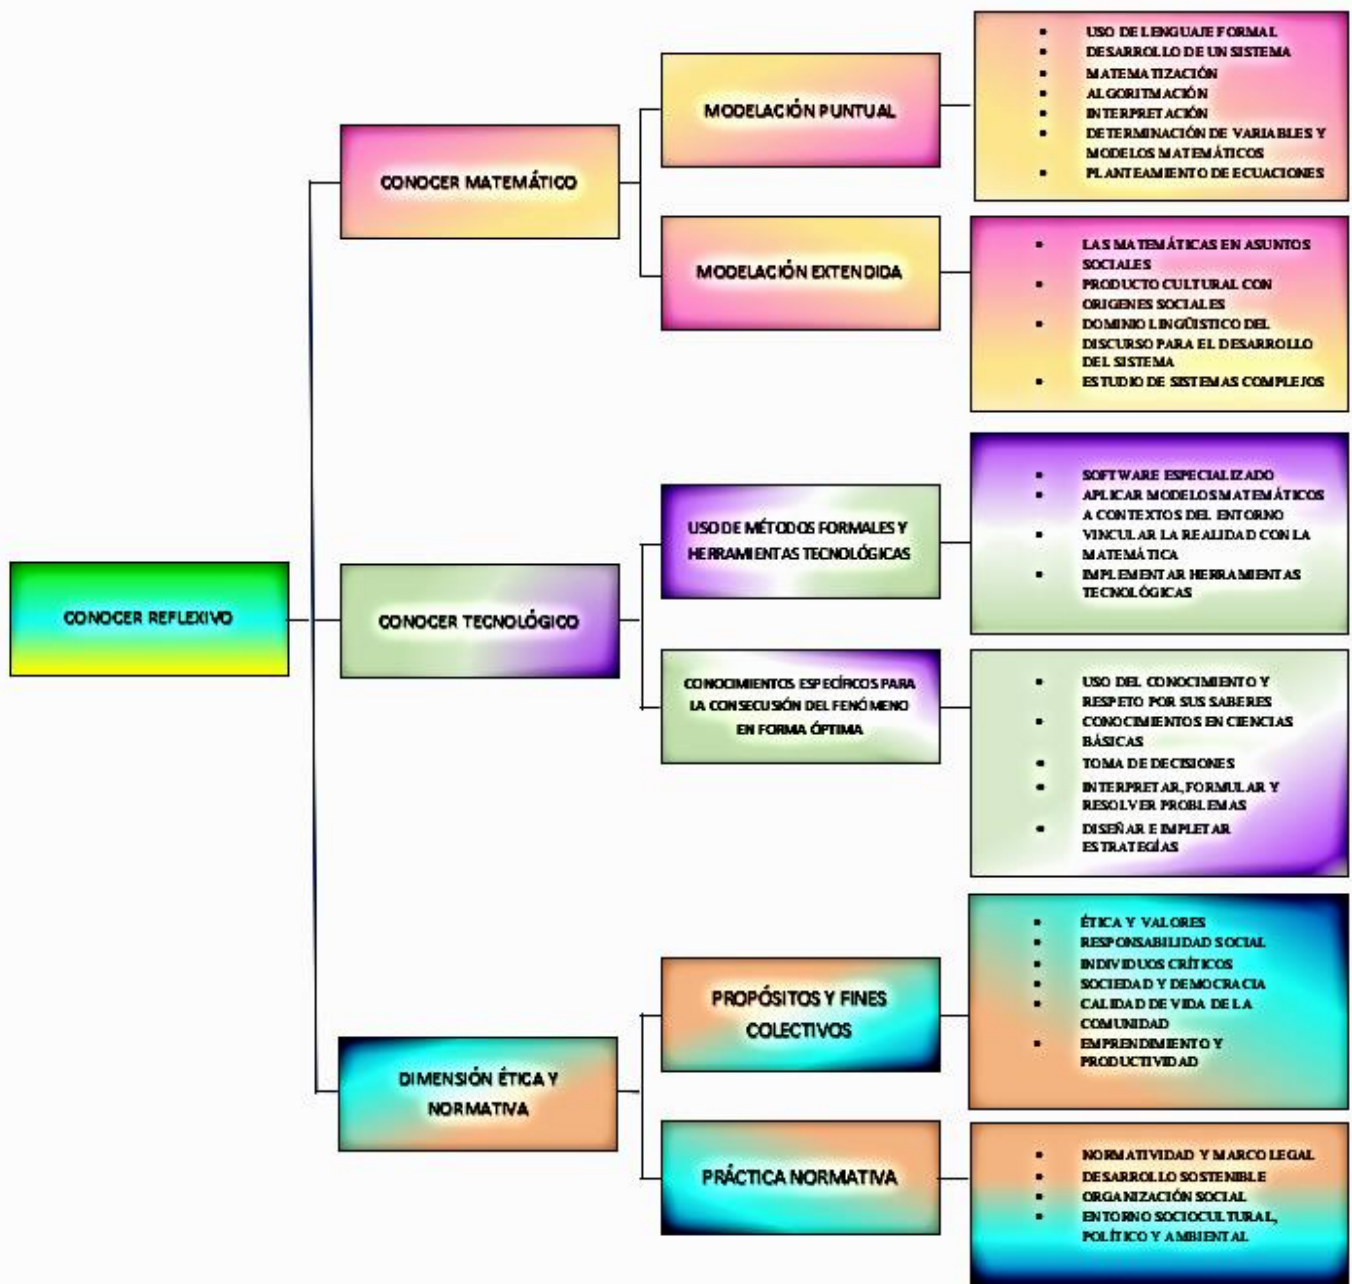 CONOCER REFLEXIVO
CONOCER MATEMÁTICO
MODELACIÓN PUNTUAL
• USO DE LENGUAJE FORMAL
• DESARROLLO DE UN SISTEMA
• MATEMATIZACIÓN
• ALGORITMACIÓN
• INTERPRETACIÓN
• DETERMINACIÓN DE VARIABLES Y
MODELOS MATEMÁTICOS
• PLANTEAMIENTO DE ECUACIONES
MODELACIÓN EXTENDIDA
• LAS MATEMÁTICAS EN ASUNTOS
SOCIALES
• PRODUCTO CULTURAL CON
ORIGENES SOCIALES
• DOMINIO LINGÜISTICO DEL
DISCURSO PARA EL DESARROLLO
DEL SISTEMA
• ESTUDIO DE SISTEMAS COMPLEJOS
CONOCER TECNOLÓGICO
USO DE MÉTODOS FORMALES Y
HERRAMIENTAS TECNOLÓGICAS
• SOFTWARE ESPECIALIZADO
• APLICAR MODELOS MATEMÁTICOS
A CONTEXTOS DEL ENTORNO
• VINCULAR LA REALIDAD CON LA
MATEMÁTICA
• IMPLEMENTAR HERRAMIENTAS
TECNOLÓGICAS
CONOCIMIENTOS ESPECÍFICOS PARA
LA CONSECUSIÓN DEL FENÓMENO
EN FORMA ÓPTIMA
• USO DEL CONOCIMIENTO Y
RESPETO POR SUS SABERES
• CONOCIMIENTOS EN CIENCIAS
BÁSICAS
• TOMA DE DECISIONES
• INTERPRETAR, FORMULAR Y
RESOLVER PROBLEMAS
• DISEÑAR E IMPLETAR
ESTRATEGÍAS
DIMENSIÓN ÉTICA Y
NORMATIVA
PROPÓSITOS Y FINES
COLECTIVOS
• ÉTICA Y VALORES
• RESPONSABILIDAD SOCIAL
• INDIVIDUOS CRÍTICOS
• SOCIEDAD Y DEMOCRACIA
• CALIDAD DE VIDA DE LA
COMUNIDAD
• EMPRENDIMIENTO Y
PRODUCTIVIDAD
PRÁCTICA NORMATIVA
• NORMATIVIDAD Y MARCO LEGAL
• DESARROLLO SOSTENIBLE
• ORGANIZACIÓN SOCIAL
• ENTORNO SOCIOCULTURAL,
POLÍTICO Y AMBIENTAL